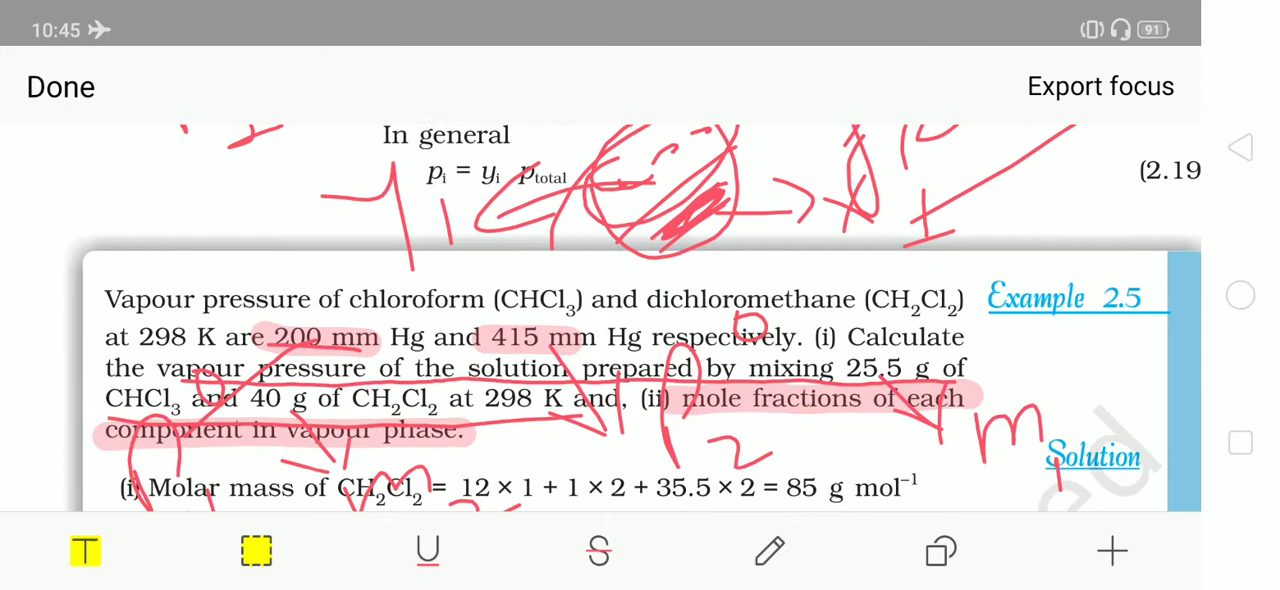 10:45
91
Done
Export focus
In general
pᵢ = yᵢ p_total
(2.19
Vapour pressure of chloroform (CHCl₃) and dichloromethane (CH₂Cl₂)
Example 2.5
at 298 K are 200 mm Hg and 415 mm Hg respectively. (i) Calculate
the vapour pressure of the solution prepared by mixing 25.5 g of
CHCl₃ and 40 g of CH₂Cl₂ at 298 K and, (ii) mole fractions of each
component in vapour phase.
Solution
(i) Molar mass of CH₂Cl₂ = 12 × 1 + 1 × 2 + 35.5 × 2 = 85 g mol⁻¹
T
U
S